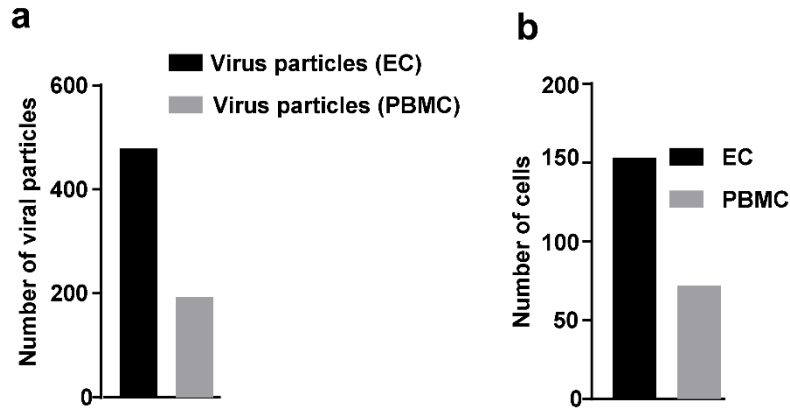 a
Virus particles (EC)
Virus particles (PBMC)
Number of viral particles
600
400
200
0
b
EC
PBMC
Number of cells
200
150
100
50
0